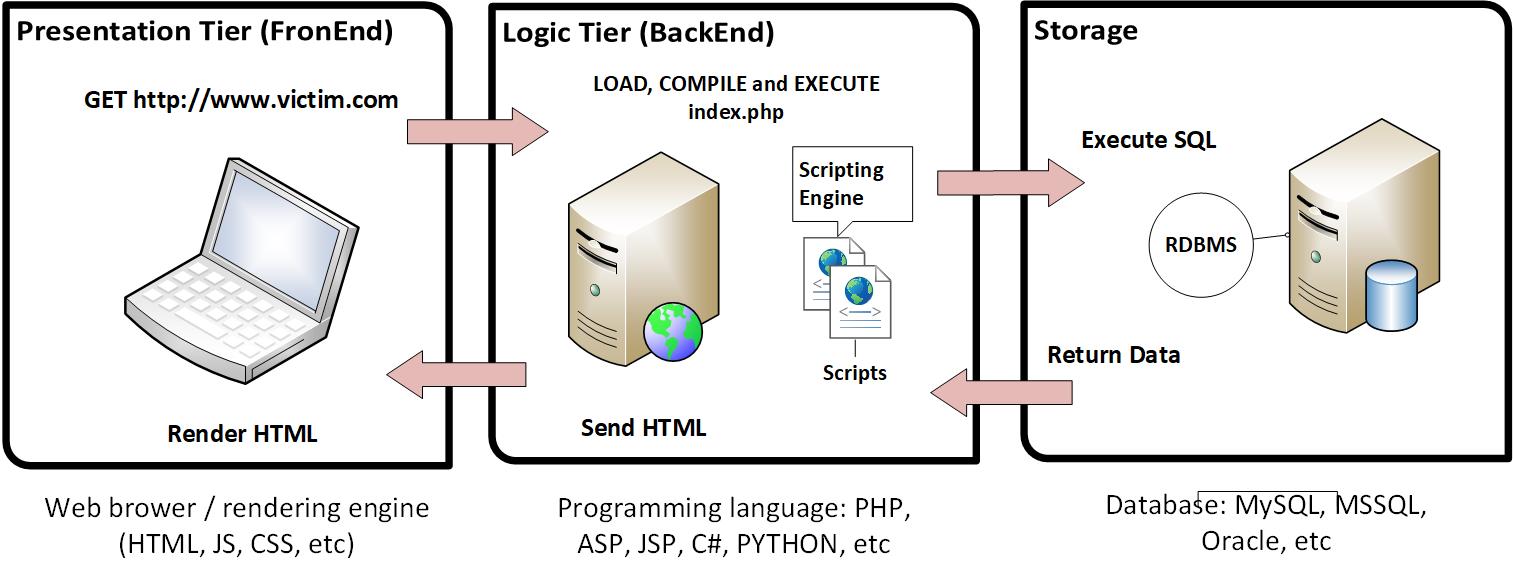 Presentation Tier (FronEnd)
GET http://www.victim.com
Render HTML
Web brower / rendering engine
(HTML, JS, CSS, etc)
Logic Tier (BackEnd)
LOAD, COMPILE and EXECUTE
index.php
Scripting
Engine
Scripts
Send HTML
Programming language: PHP,
ASP, JSP, C#, PYTHON, etc
Storage
Execute SQL
RDBMS
Return Data
Database: MySQL, MSSQL,
Oracle, etc